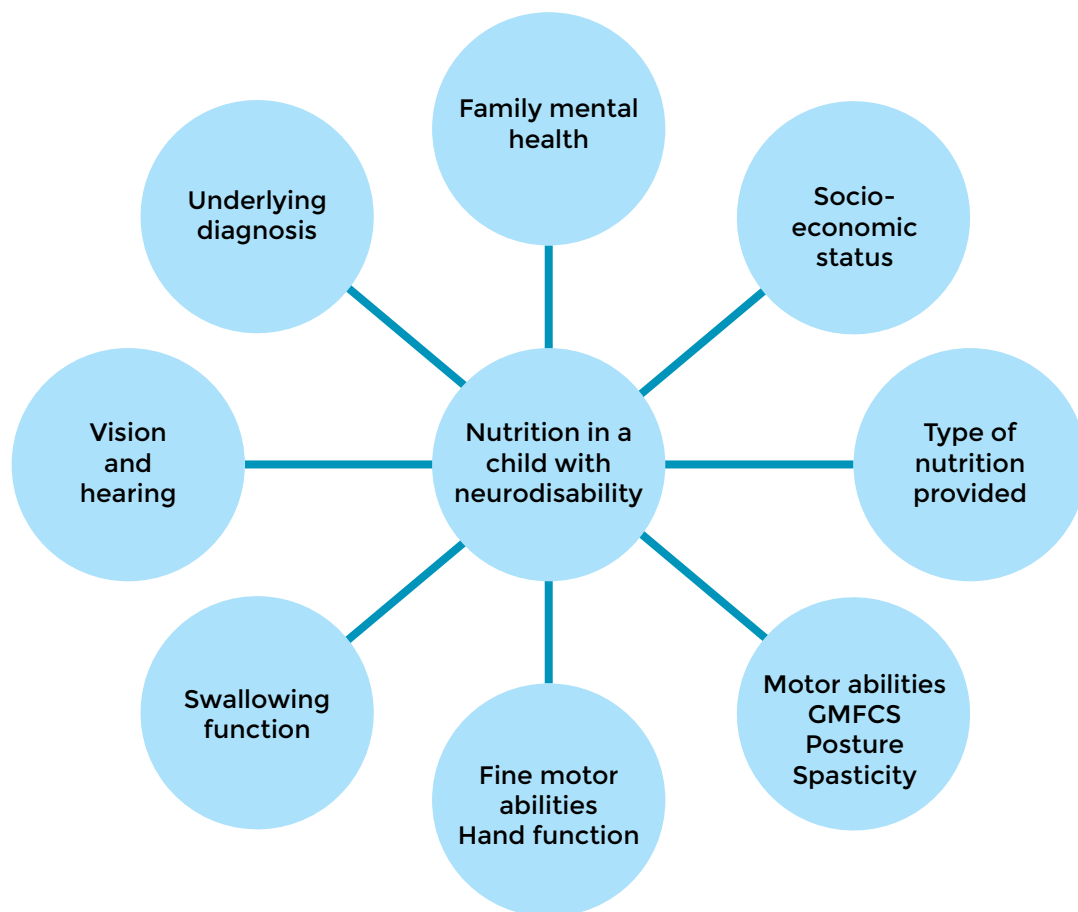 Family mental
health
Underlying
diagnosis
Socio-
economic
status
Vision
and
hearing
Nutrition in a
child with
neurodisability
Type of
nutrition
provided
Swallowing
function
Motor abilities
GMFCS
Posture
Spasticity
Fine motor
abilities
Hand function